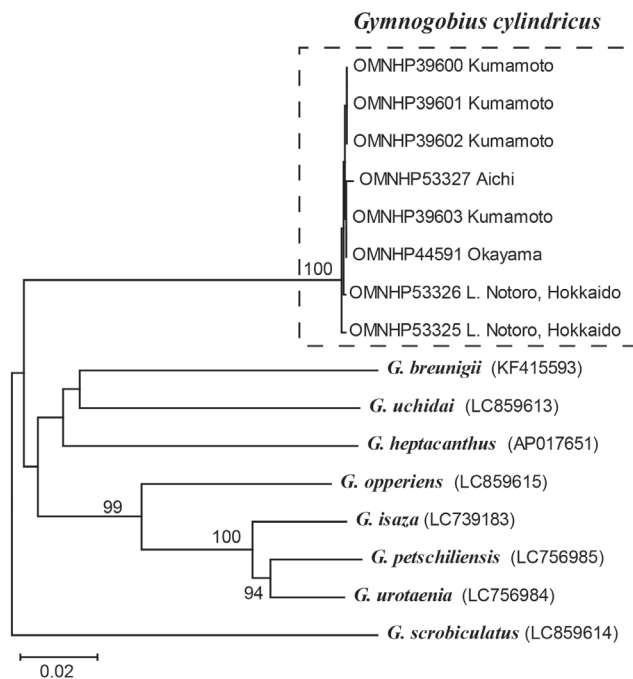 Gymnogobius cylindricus
OMNHP39600 Kumamoto
OMNHP39601 Kumamoto
OMNHP39602 Kumamoto
OMNHP53327 Aichi
OMNHP39603 Kumamoto
OMNHP44591 Okayama
100
OMNHP53326 L. Notoro, Hokkaido
OMNHP53325 L. Notoro, Hokkaido
G. breunigii (KF415593)
G. uchidai (LC859613)
G. heptacanthus (AP017651)
G. opperiens (LC859615)
99
G. isaza (LC739183)
100
G. petschiliensis (LC756985)
94
G. urotaenia (LC756984)
G. scrobiculatus (LC859614)
0.02